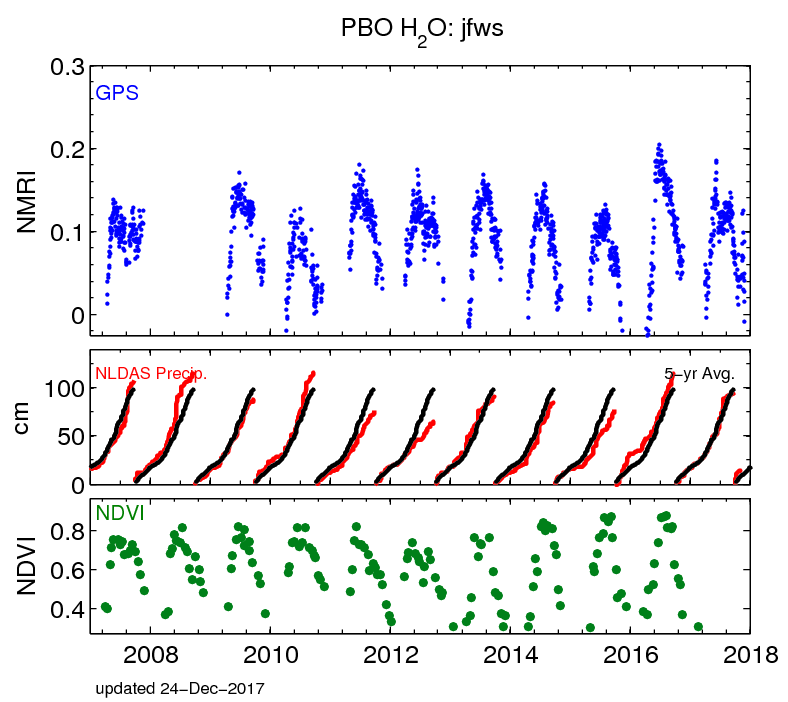 PBO H₂O: jfws
0.3
GPS
0.2
NMRI
0.1
0
NLDAS Precip.
5-yr Avg.
100
cm
50
0
NDVI
0.8
NDVI
0.6
0.4
2008 2010 2012 2014 2016 2018
updated 24-Dec-2017